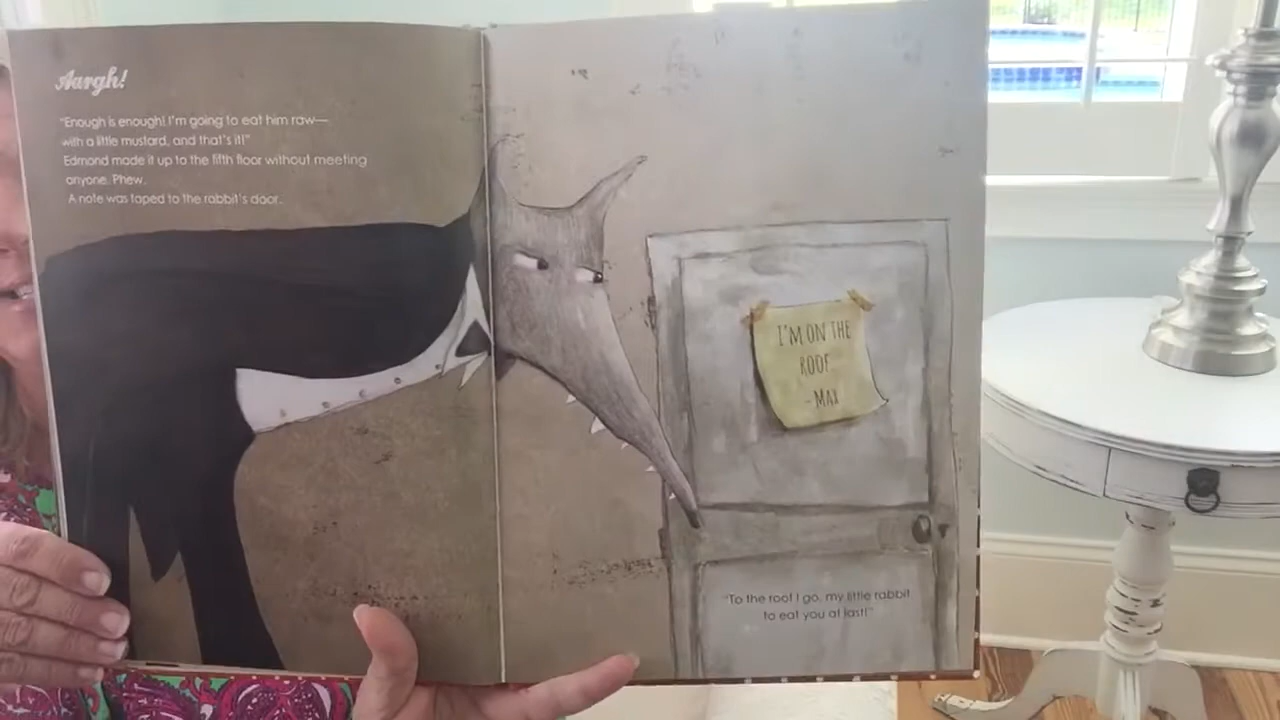 Aargh!
"Enough is enough! I'm going to eat him raw—
with a little mustard, and that's it!"
Edmond made it up to the fifth floor without meeting
anyone. Phew.
A note was taped to the rabbit's door.
I'M ON THE
ROOF
- MAX
"To the roof I go, my little rabbit
to eat you at last!"